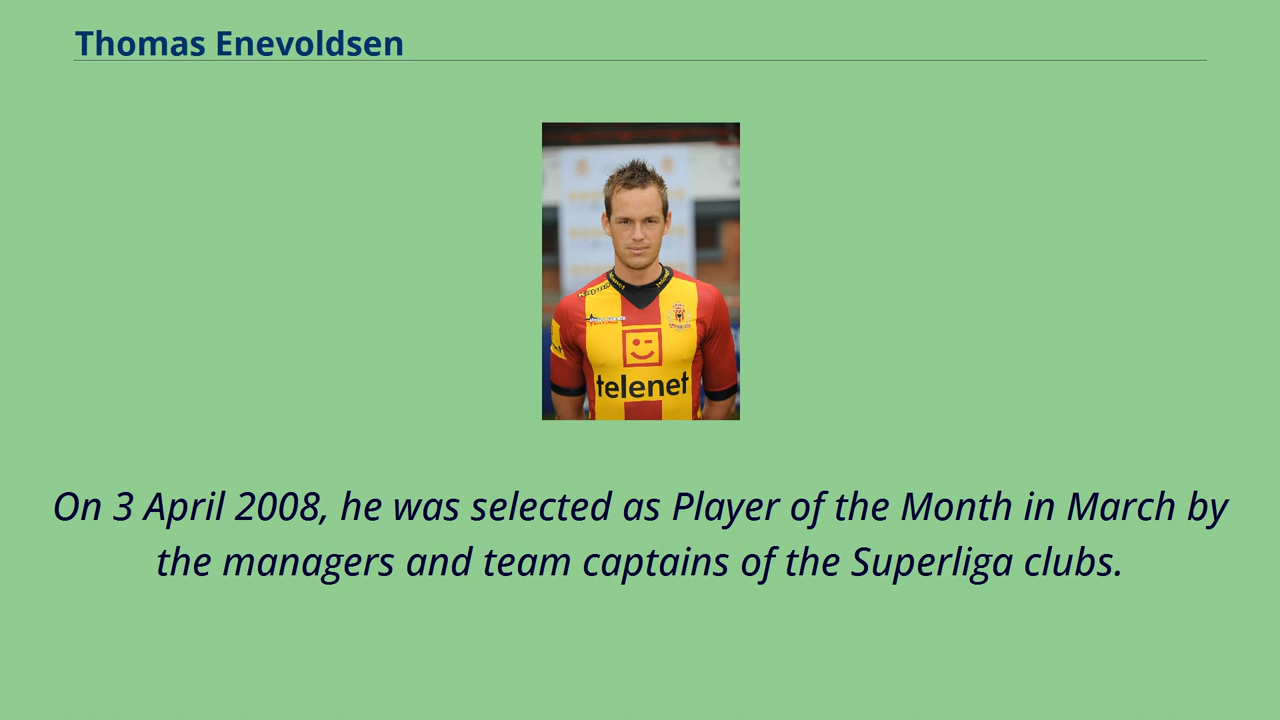 Thomas Enevoldsen
telenet
On 3 April 2008, he was selected as Player of the Month in March by
the managers and team captains of the Superliga clubs.